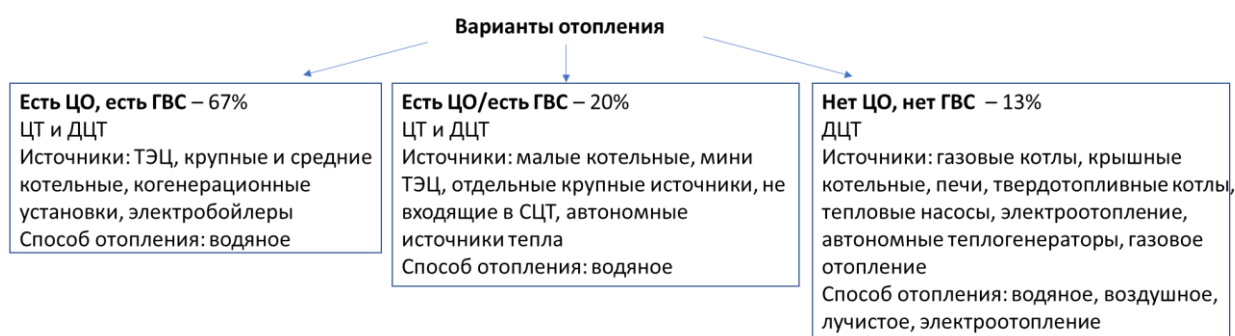 Варианты отопления
Есть ЦО, есть ГВС – 67%
ЦТ и ДЦТ
Источники: ТЭЦ, крупные и средние
котельные, когенерационные
установки, электробойлеры
Способ отопления: водяное
Есть ЦО/есть ГВС – 20%
ЦТ и ДЦТ
Источники: малые котельные, мини
ТЭЦ, отдельные крупные источники, не
входящие в СЦТ, автономные
источники тепла
Способ отопления: водяное
Нет ЦО, нет ГВС – 13%
ДЦТ
Источники: газовые котлы, крышные
котельные, печи, твердотопливные котлы,
тепловые насосы, электроотопление,
автономные теплогенераторы, газовое
отопление
Способ отопления: водяное, воздушное,
лучистое, электроотопление